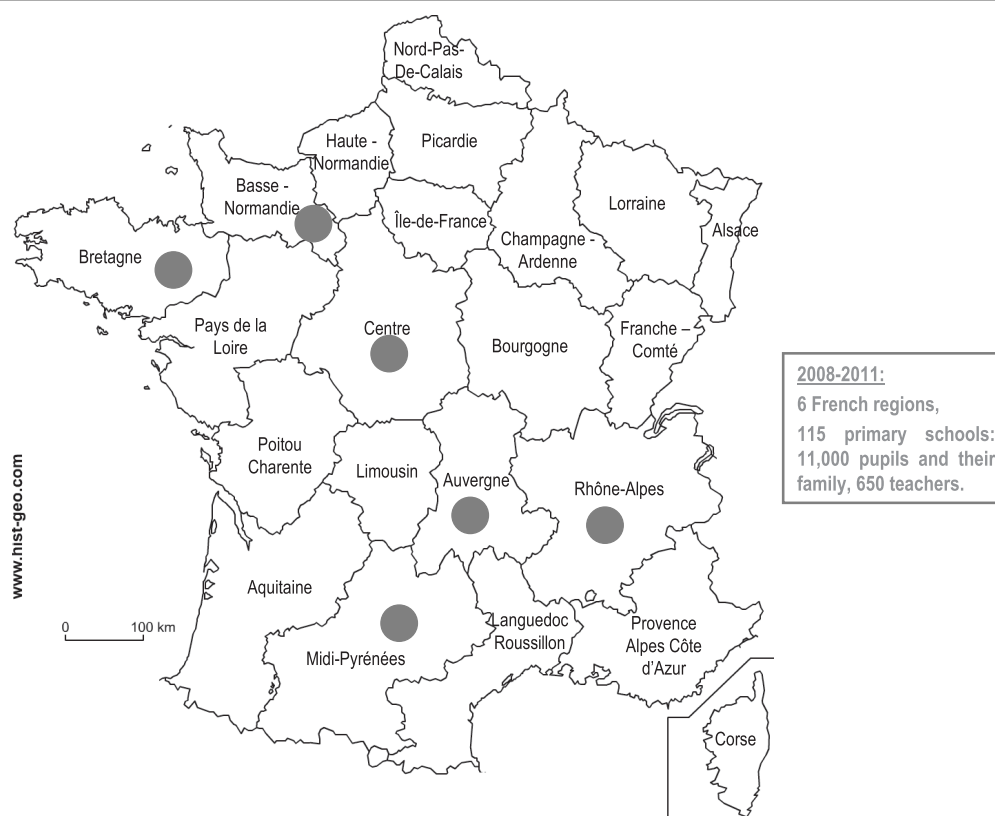 Nord-Pas-
De-Calais
Haute -
Normandie
Picardie
Basse -
Normandie
Île-de-France
Champagne -
Ardenne
Lorraine
Alsace
Bretagne
Pays de la
Loire
Centre
Bourgogne
Franche –
Comté
2008-2011:
6 French regions,
115 primary schools:
11,000 pupils and their
family, 650 teachers.
Poitou
Charente
Limousin
Auvergne
Rhône-Alpes
www.hist-geo.com
Aquitaine
0 100 km
Midi-Pyrénées
Languedoc
Roussillon
Provence
Alpes Côte
d'Azur
Corse